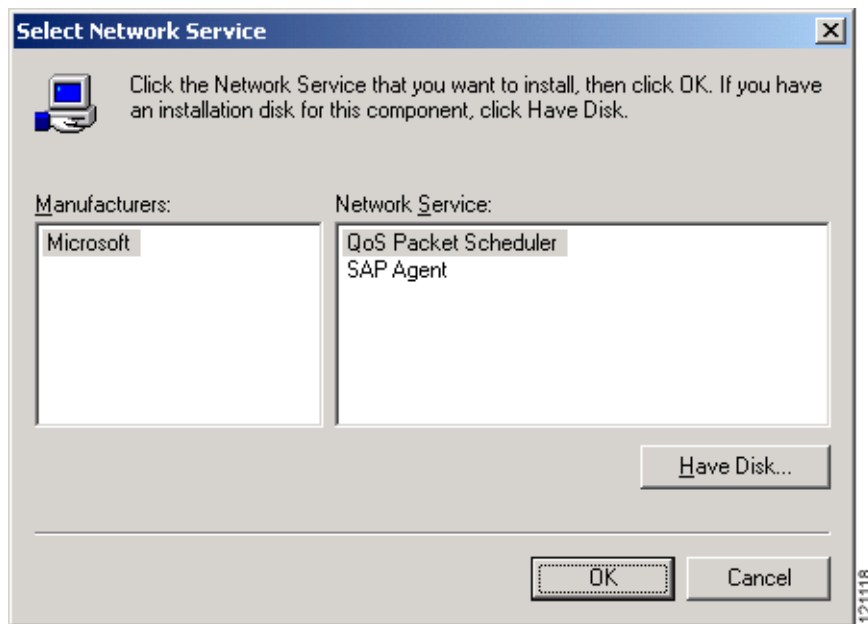 Select Network Service
Click the Network Service that you want to install, then click OK. If you have
an installation disk for this component, click Have Disk.
Manufacturers:
Network Service:
Microsoft
QoS Packet Scheduler
SAP Agent
Have Disk...
OK
Cancel
121118